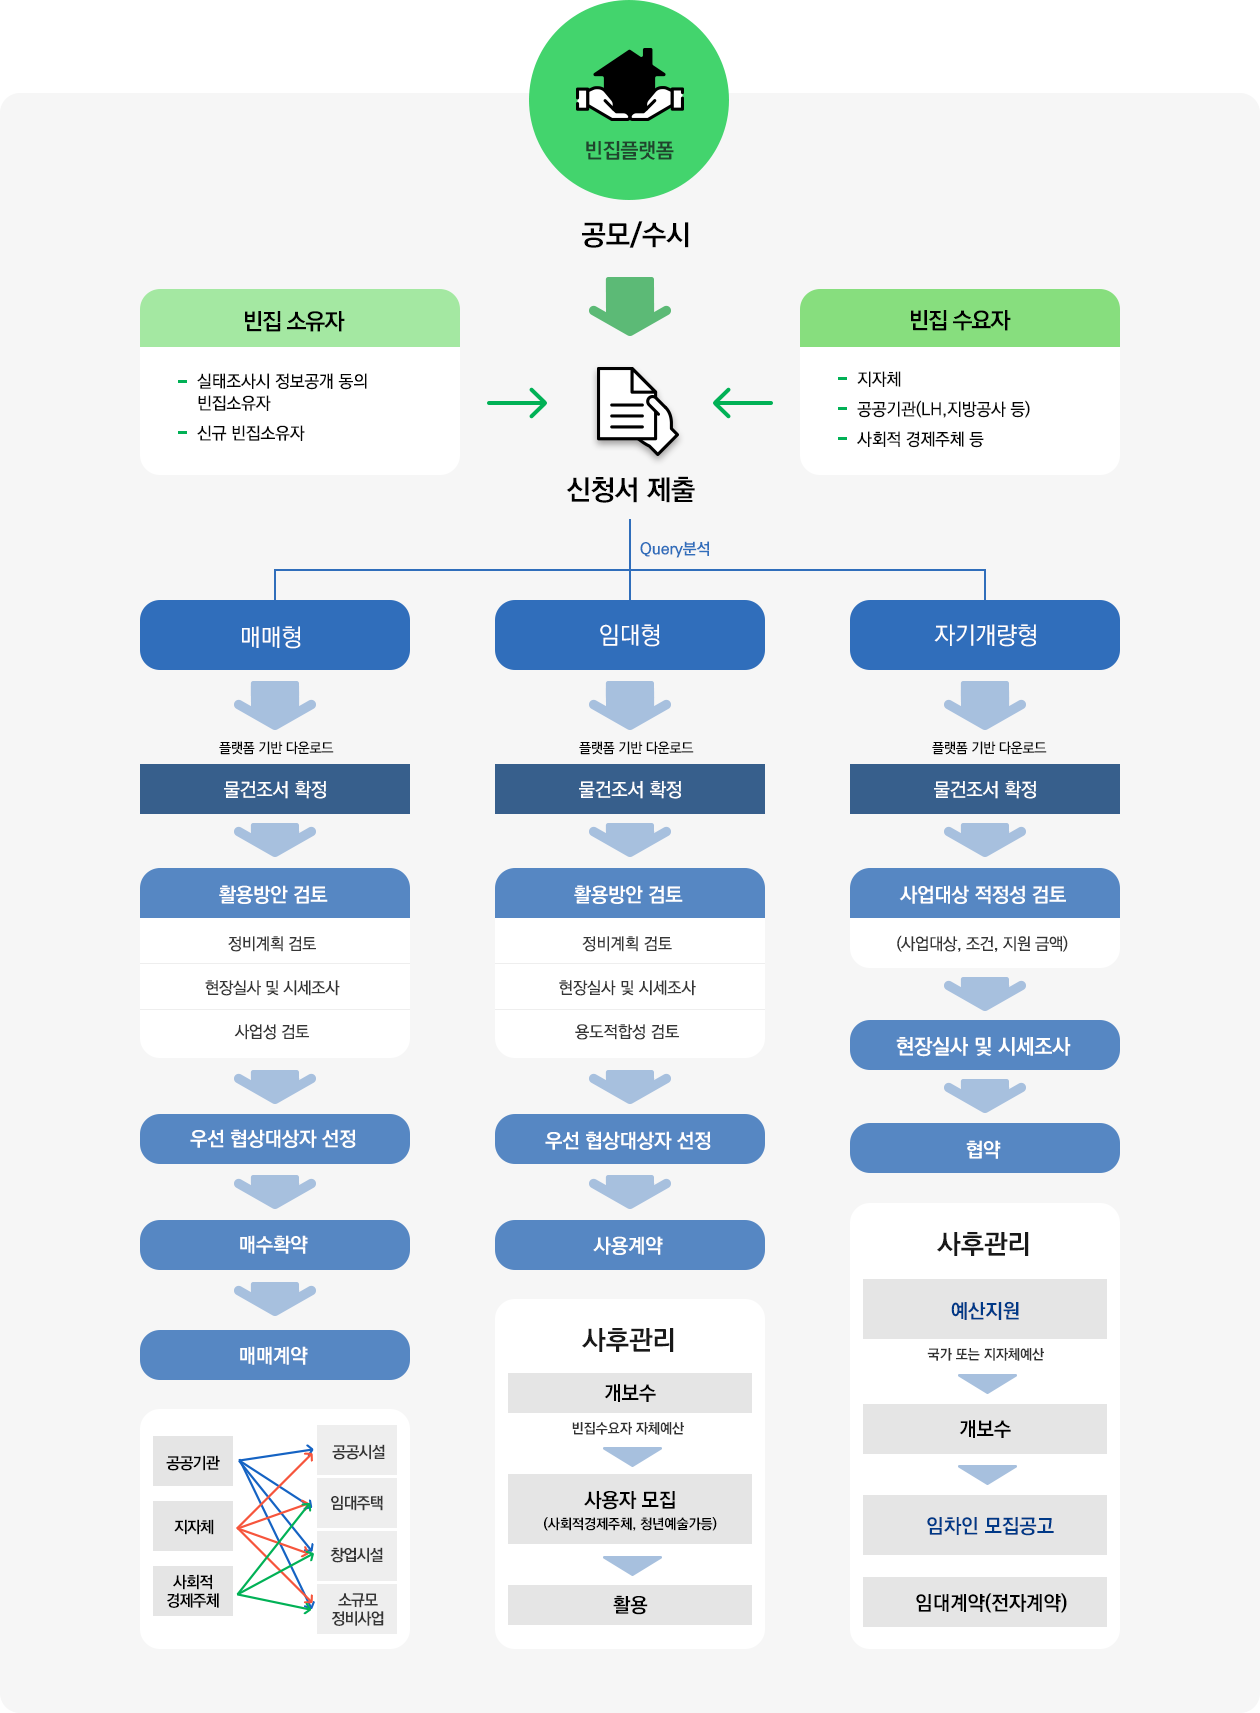 빈집플랫폼
공모/수시
빈집 소유자
실태조사시 정보공개 동의
빈집소유자
신규 빈집소유자
빈집 수요자
지자체
공공기관(LH,지방공사 등)
사회적 경제주체 등
신청서 제출
Query분석
매매형
플랫폼 기반 다운로드
물건조서 확정
활용방안 검토
정비계획 검토
현장실사 및 시세조사
사업성 검토
우선 협상대상자 선정
매수확약
매매계약
공공기관
지자체
사회적
경제주체
공공시설
임대주택
창업시설
소규모
정비사업
임대형
플랫폼 기반 다운로드
물건조서 확정
활용방안 검토
정비계획 검토
현장실사 및 시세조사
용도적합성 검토
우선 협상대상자 선정
사용계약
사후관리
개보수
빈집수요자 자체예산
사용자 모집
(사회적경제주체, 청년예술가등)
활용
자기개량형
플랫폼 기반 다운로드
물건조서 확정
사업대상 적정성 검토
(사업대상, 조건, 지원 금액)
현장실사 및 시세조사
협약
사후관리
예산지원
국가 또는 지자체예산
개보수
임차인 모집공고
임대계약(전자계약)